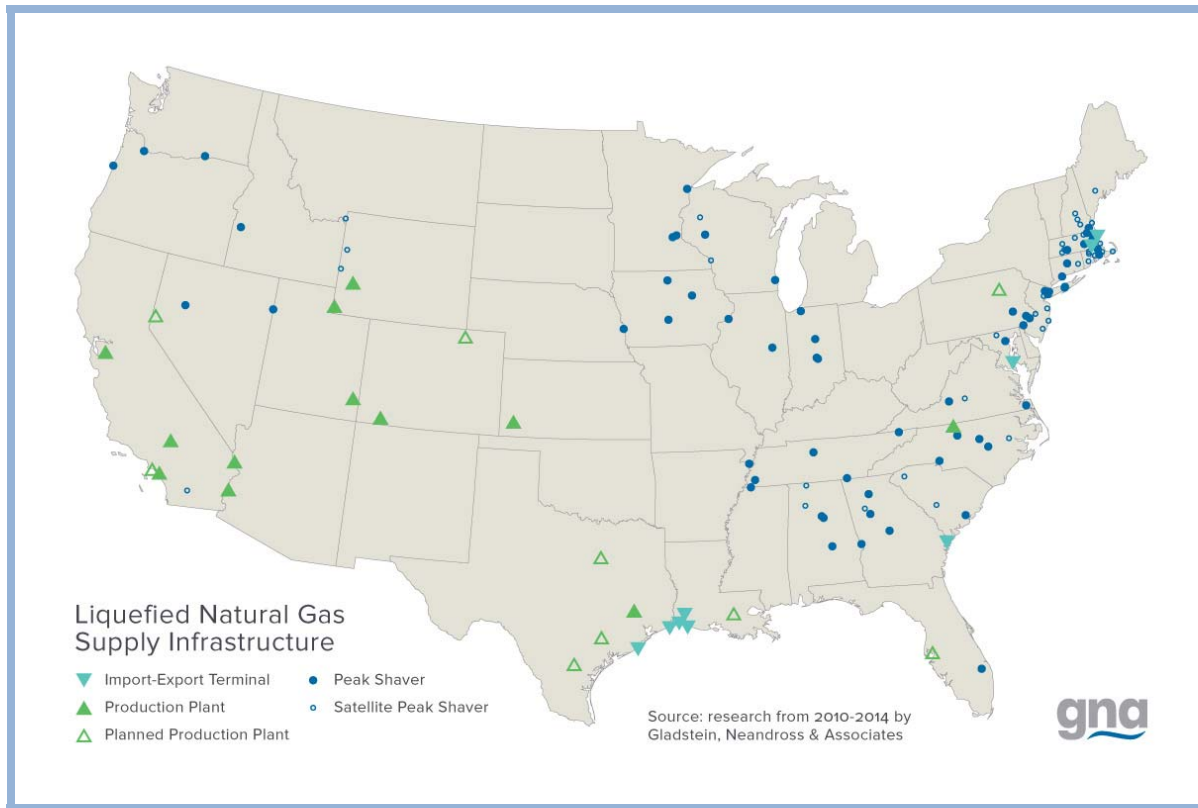 Liquefied Natural Gas
Supply Infrastructure
Import-Export Terminal
Peak Shaver
Production Plant
Satellite Peak Shaver
Planned Production Plant
Source: research from 2010-2014 by
Gladstein, Neandross & Associates
gna